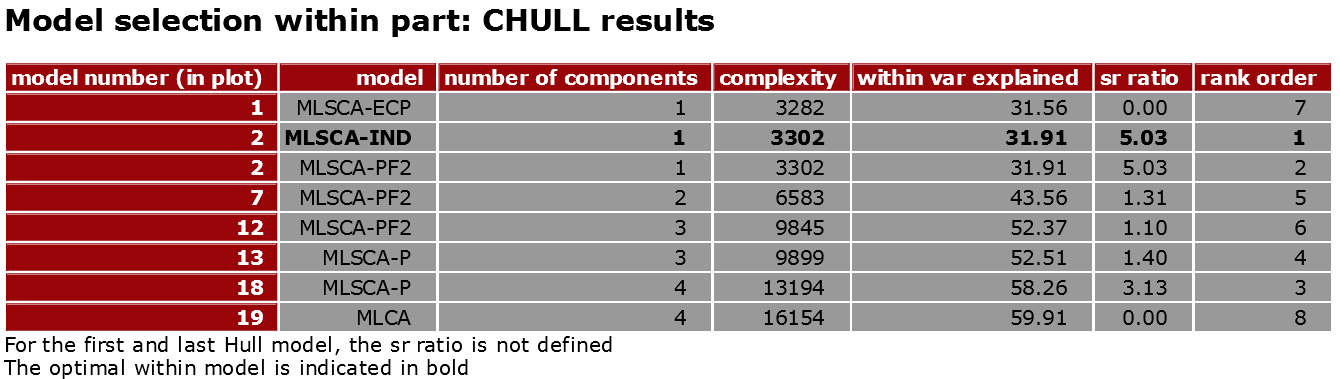 Model selection within part: CHULL results
model number (in plot) model number of components complexity within var explained sr ratio rank order
1 MLSCA-ECP 1 3282 31.56 0.00 7
2 MLSCA-IND 1 3302 31.91 5.03 1
2 MLSCA-PF2 1 3302 31.91 5.03 2
7 MLSCA-PF2 2 6583 43.56 1.31 5
12 MLSCA-PF2 3 9845 52.37 1.10 6
13 MLSCA-P 3 9899 52.51 1.40 4
18 MLSCA-P 4 13194 58.26 3.13 3
19 MLCA 4 16154 59.91 0.00 8
For the first and last Hull model, the sr ratio is not defined
The optimal within model is indicated in bold